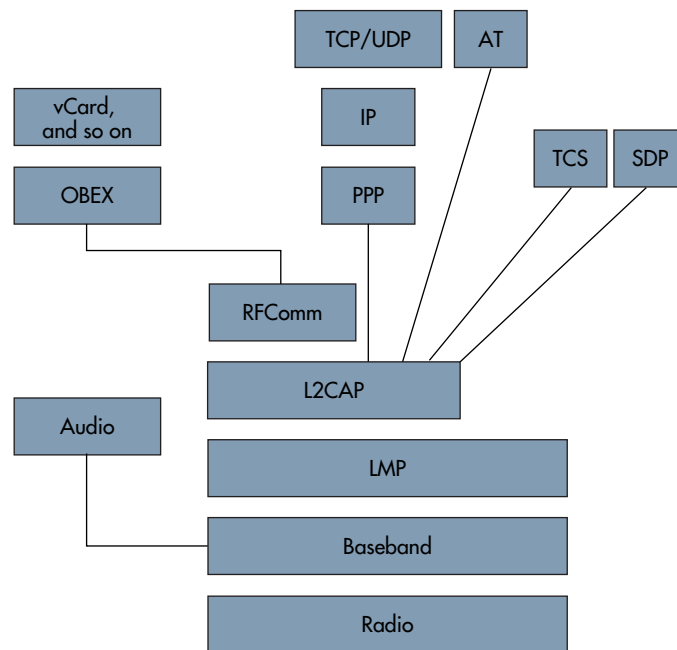 TCP/UDP
AT
vCard,
and so on
IP
TCS
SDP
OBEX
PPP
RFComm
L2CAP
Audio
LMP
Baseband
Radio